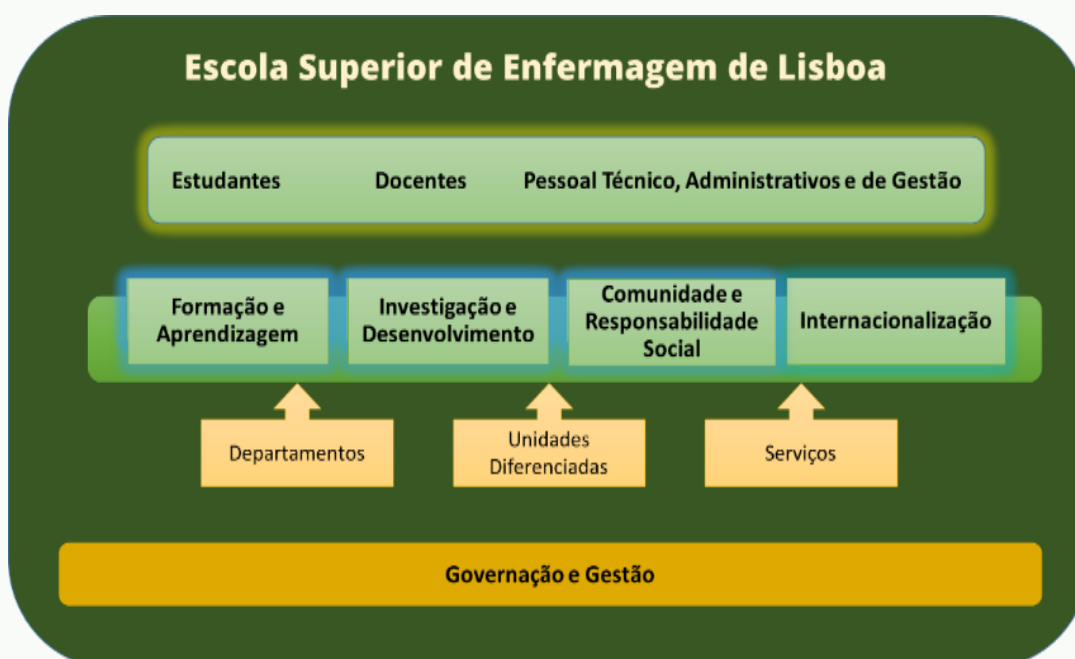 Escola Superior de Enfermagem de Lisboa
Estudantes
Docentes
Pessoal Técnico, Administrativos e de Gestão
Formação e
Aprendizagem
Investigação e
Desenvolvimento
Comunidade e
Responsabilidade
Social
Internacionalização
Departamentos
Unidades
Diferenciadas
Serviços
Governação e Gestão